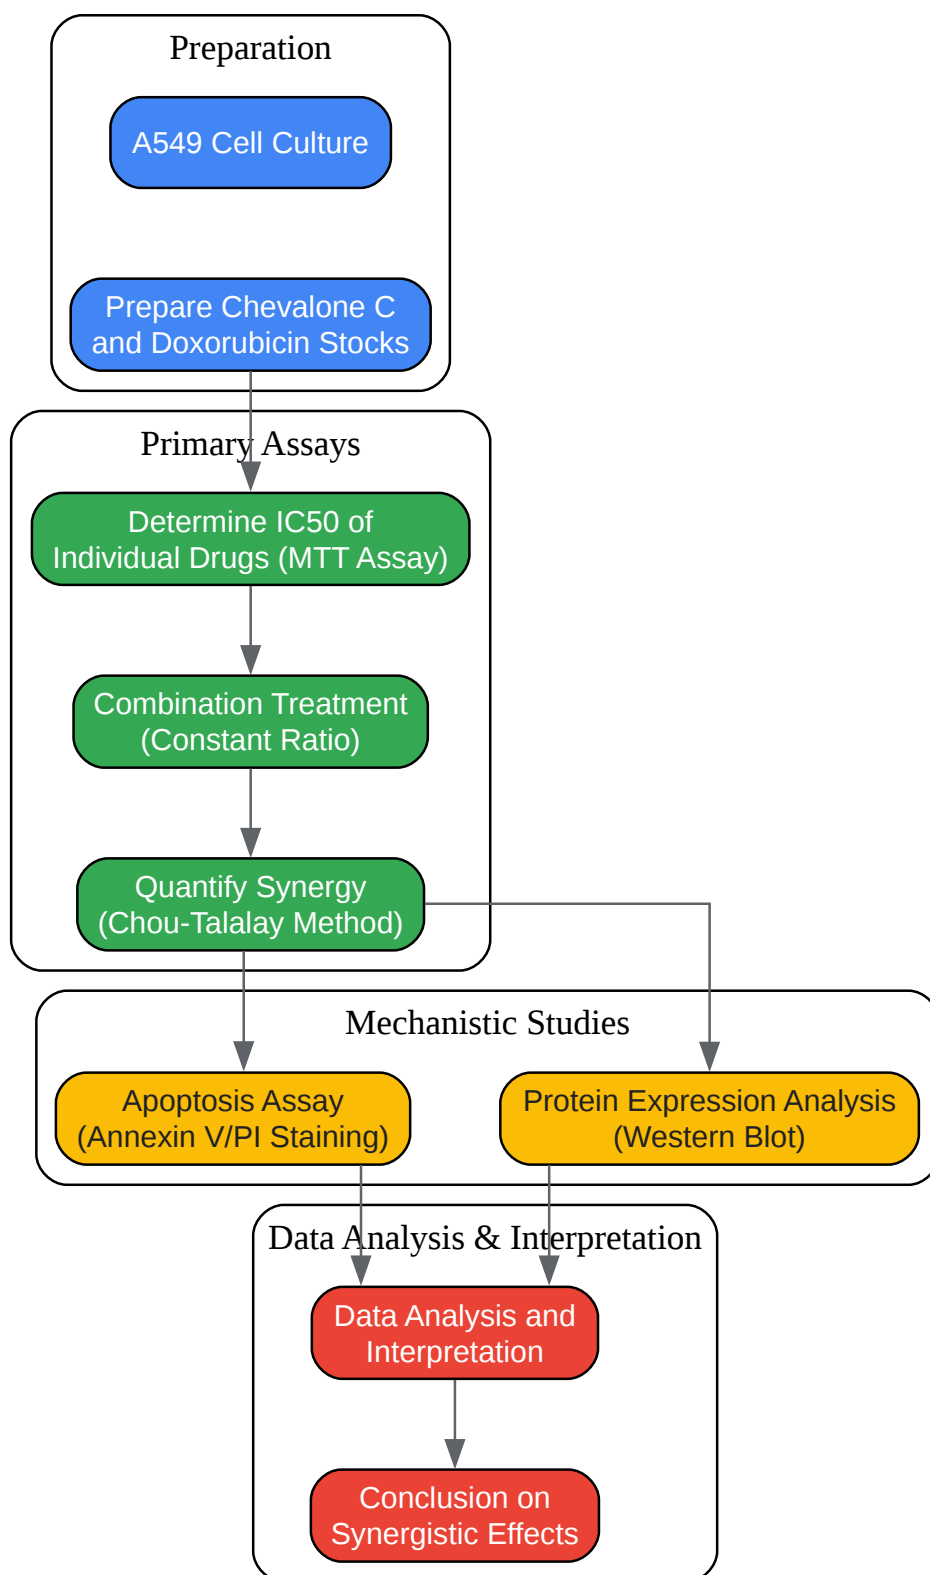 Preparation
A549 Cell Culture
Prepare Chevalone C
and Doxorubicin Stocks
Primary Assays
Determine IC50 of
Individual Drugs (MTT Assay)
Combination Treatment
(Constant Ratio)
Quantify Synergy
(Chou-Talalay Method)
Mechanistic Studies
Apoptosis Assay
(Annexin V/PI Staining)
Protein Expression Analysis
(Western Blot)
Data Analysis & Interpretation
Data Analysis and
Interpretation
Conclusion on
Synergistic Effects